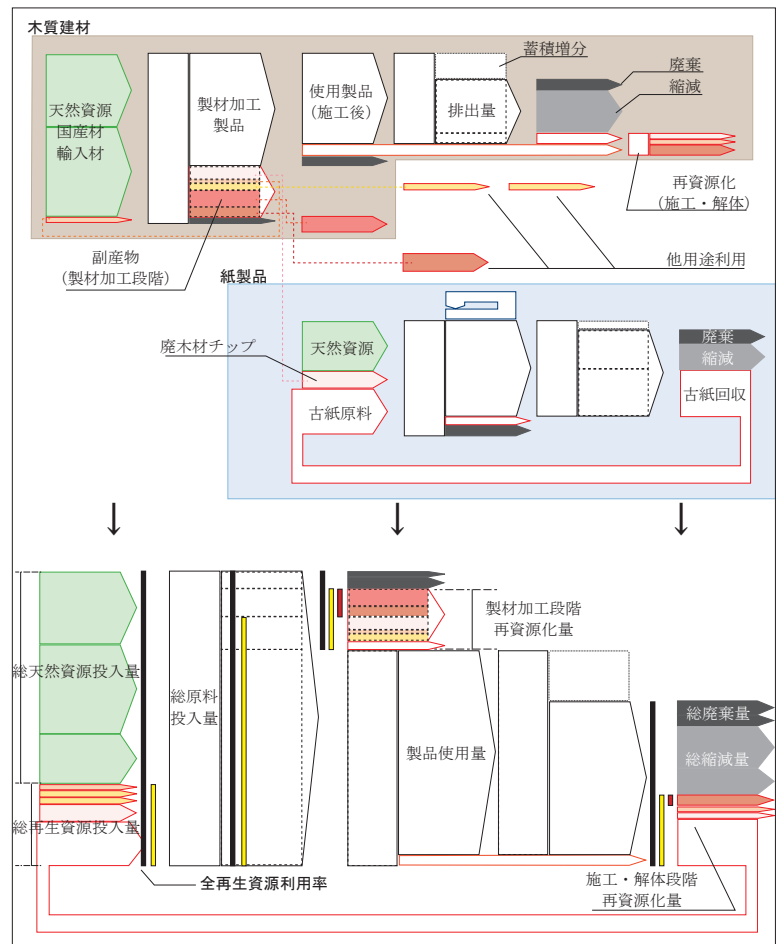 木質建材
蓄積増分
廃棄
縮減
天然資源
国産材
輸入材
製材加工
製品
使用製品
(施工後)
排出量
再資源化
(施工・解体)
副産物
(製材加工段階)
他用途利用
紙製品
廃木材チップ
天然資源
古紙原料
廃棄
縮減
古紙回収
総天然資源投入量
総再生資源投入量
全再生資源利用率
総原料
投入量
製材加工段階
再資源化量
製品使用量
総廃棄量
総縮減量
施工・解体段階
再資源化量